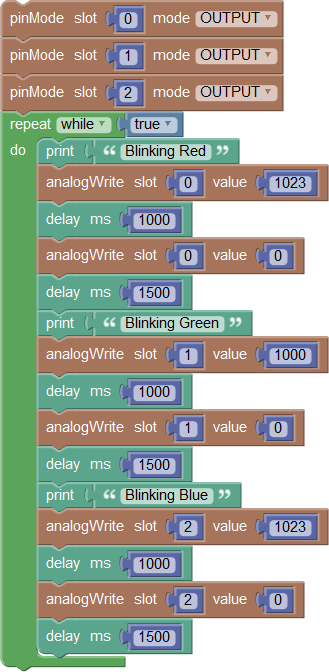 pinMode slot 0 mode OUTPUT
pinMode slot 1 mode OUTPUT
pinMode slot 2 mode OUTPUT
repeat while true
do print “ Blinking Red ”
analogWrite slot 0 value 1023
delay ms 1000
analogWrite slot 0 value 0
delay ms 1500
print “ Blinking Green ”
analogWrite slot 1 value 1000
delay ms 1000
analogWrite slot 1 value 0
delay ms 1500
print “ Blinking Blue ”
analogWrite slot 2 value 1023
delay ms 1000
analogWrite slot 2 value 0
delay ms 1500